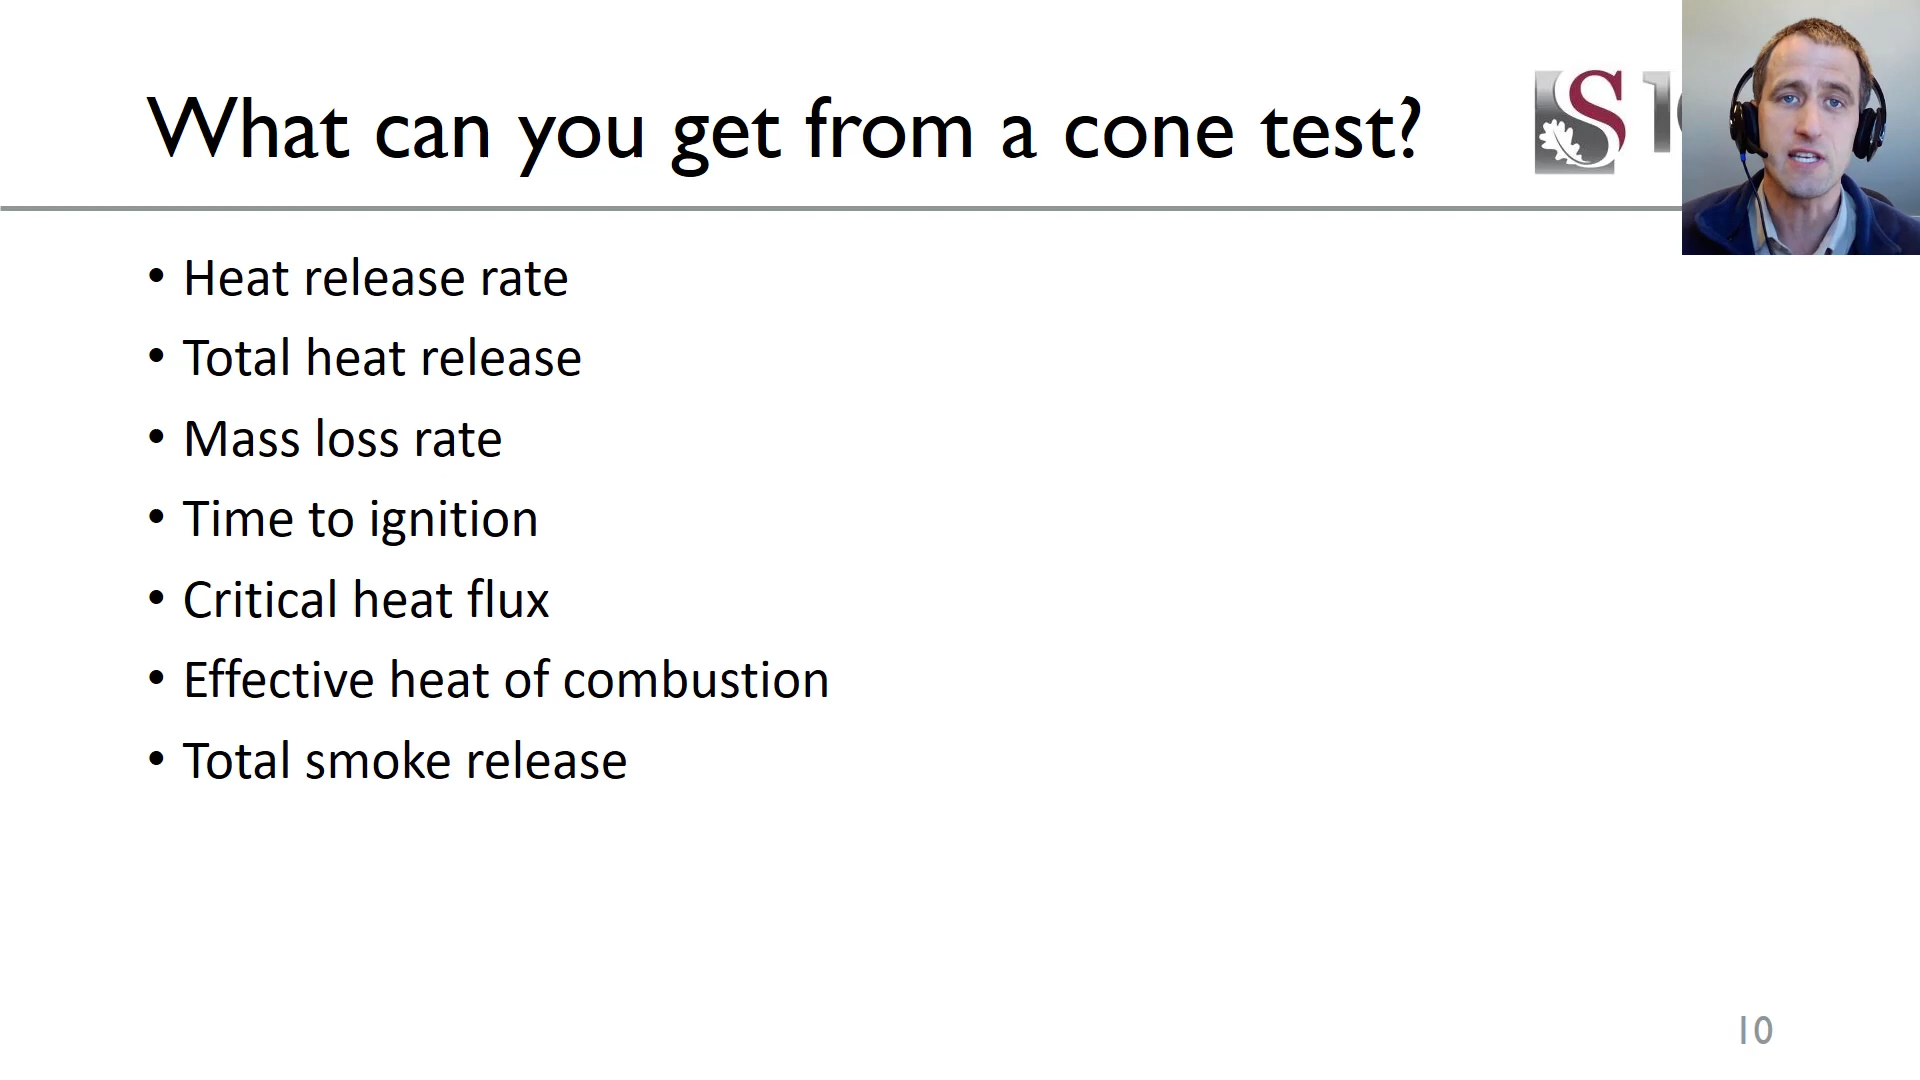 What can you get from a cone test?
S
• Heat release rate
• Total heat release
• Mass loss rate
• Time to ignition
• Critical heat flux
• Effective heat of combustion
• Total smoke release
10